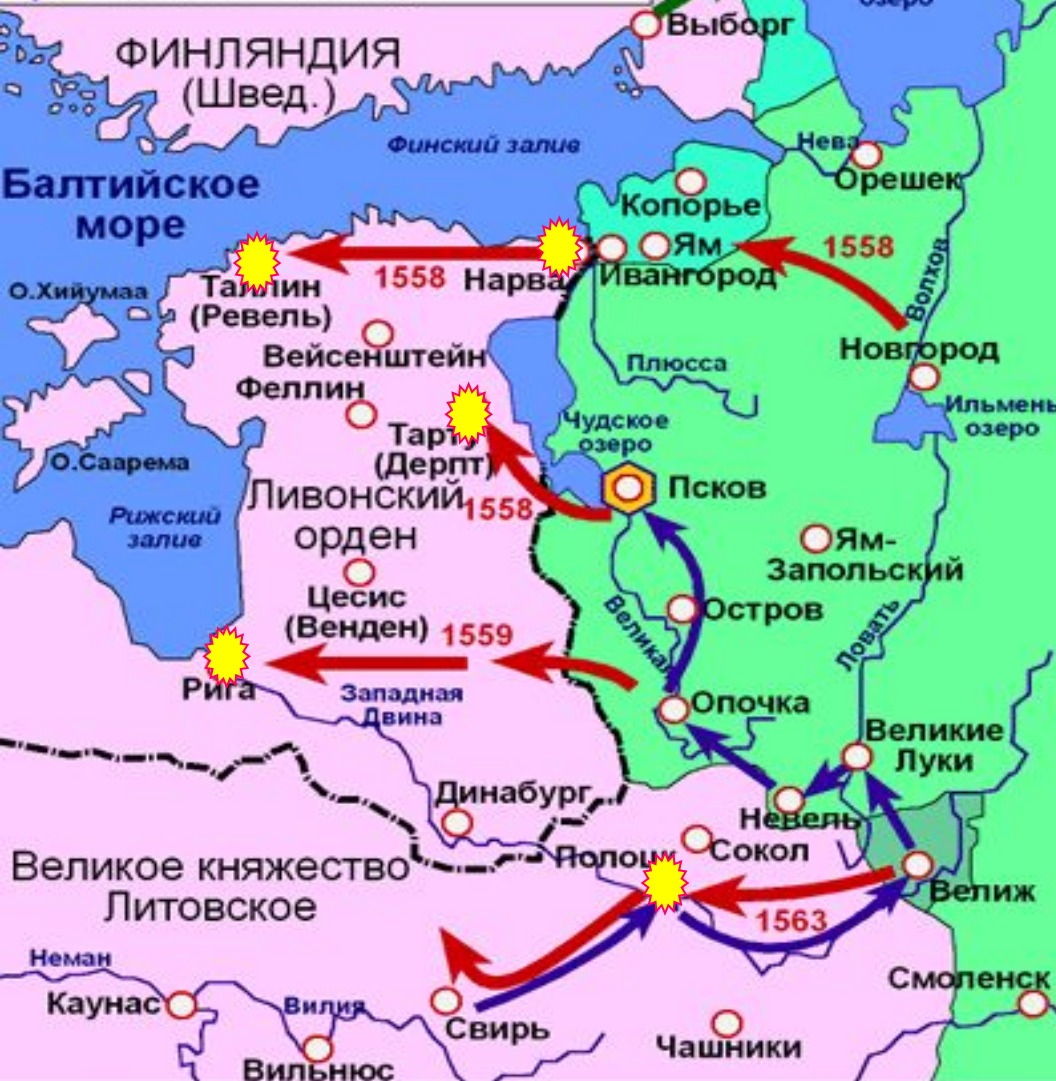 озеро
Выборг
ФИНЛЯНДИЯ
(Швед.)
Финский залив
Нева
Орешек
Балтийское
море
Копорье
Ям
1558
Ивангород
Нарва
1558
Волхов
О.Хийумаа
Таллин
(Ревель)
Вейсенштейн
Новгород
Плюсса
Феллин
Ильмень
озеро
Чудское
озеро
Тарту
(Дерпт)
О.Саарема
Псков
Ливонский
орден
1558
Рижский
залив
Ям-
Запольский
Цесис
(Венден)
Остров
Великая
Ловать
1559
Рига
Западная
Двина
Опочка
Великие
Луки
Динабург
Невель
Полоцк
Сокол
Великое княжество
Литовское
Велиж
1563
Неман
Смоленск
Каунас
Вилия
Свирь
Чашники
Вильнюс